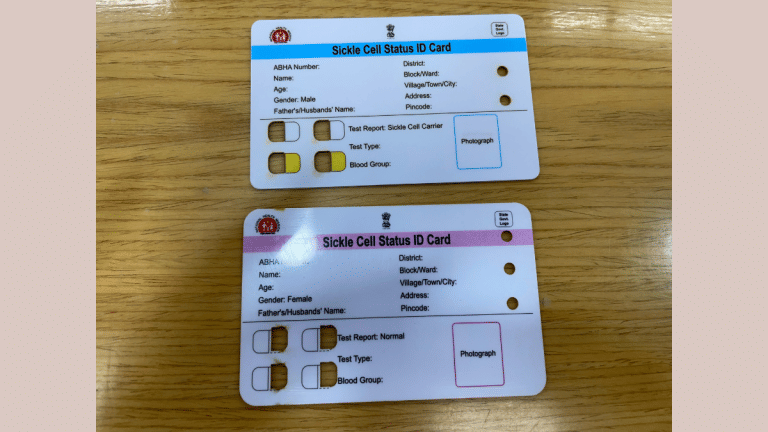 State
Govt
Logo
Sickle Cell Status ID Card
ABHA Number:
Name:
Age:
Gender: Male
Father's/Husbands' Name:
District:
Block/Ward:
Village/Town/City:
Address:
Pincode:
Test Report: Sickle Cell Carrier
Test Type:
Blood Group:
Photograph
State
Govt
Logo
Sickle Cell Status ID Card
ABHA
Name:
Age:
Gender: Female
Father's/Husbands' Name:
District:
Block/Ward:
Village/Town/City:
Address:
Pincode:
Test Report: Normal
Test Type:
Blood Group:
Photograph